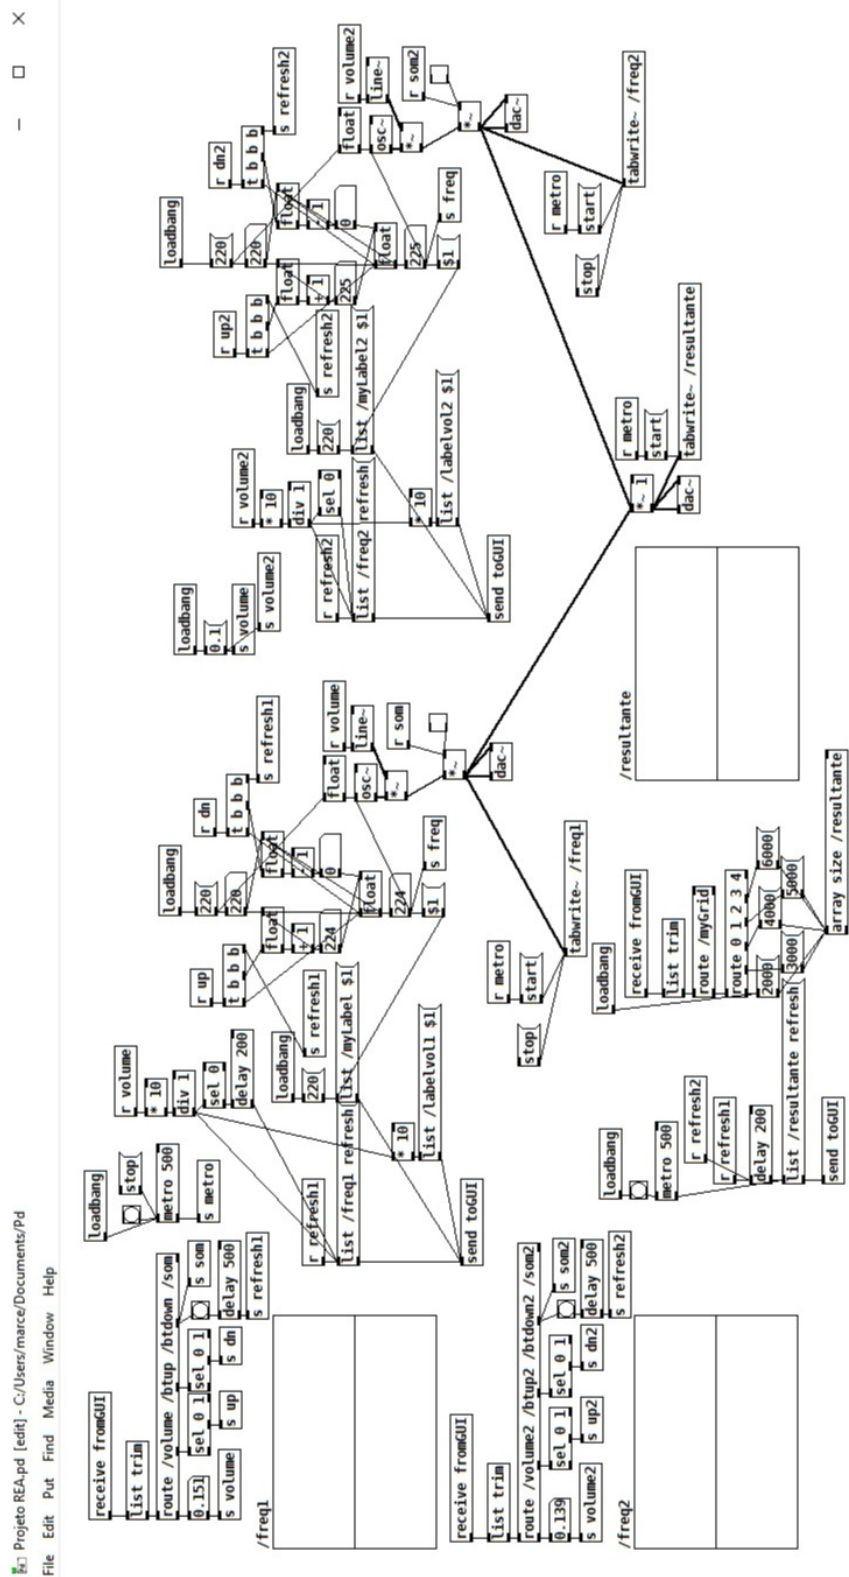 Projeto REA.pd [edit] - C:/Users/marce/Documents/Pd
File Edit Put Find Media Window Help
receive fromGUI
list trim
route /volume /btup /btdown /som
0.151
sel 0 1
sel 0 1
s volume
s up
s dn
s som
delay 500
s refresh1
/freq1
receive fromGUI
list trim
route /volume2 /btup2 /btdown2 /som2
0.139
sel 0 1
sel 0 1
s volume2
s up2
s dn2
s som2
delay 500
s refresh2
/freq2
loadbang
stop
metro 500
s metro
r volume
* 10
div 1
sel 0
delay 200
r refresh1
list /freq1 refresh
* 10
list /labelvol1 $1
send toGUI
loadbang
220
list /myLabel $1
r up
t b b b
s refresh1
float
+ 1
224
loadbang
220
220
r dn
t b b b
s refresh1
float
- 1
0
float
224
$1
s freq
float
osc~
*~
r volume
line~
r som
*~
dac~
r metro
start
stop
tabwrite~ /freq1
loadbang
0.1
s volume
s volume2
r volume2
* 10
div 1
sel 0
r refresh2
list /freq2 refresh
* 10
list /labelvol2 $1
send toGUI
loadbang
220
list /myLabel2 $1
r up2
t b b b
s refresh2
float
+ 1
225
loadbang
220
220
r dn2
t b b b
s refresh2
float
- 1
0
float
225
$1
s freq
float
osc~
*~
r volume2
line~
r som2
*~
dac~
r metro
start
stop
tabwrite~ /freq2
loadbang
metro 500
r refresh2
r refresh1
delay 200
list /resultante refresh
send toGUI
loadbang
receive fromGUI
list trim
route /myGrid
route 0 1 2 3 4
2000
3000
4000
5000
6000
array size /resultante
/resultante
*~ 1
dac~
r metro
start
tabwrite~ /resultante